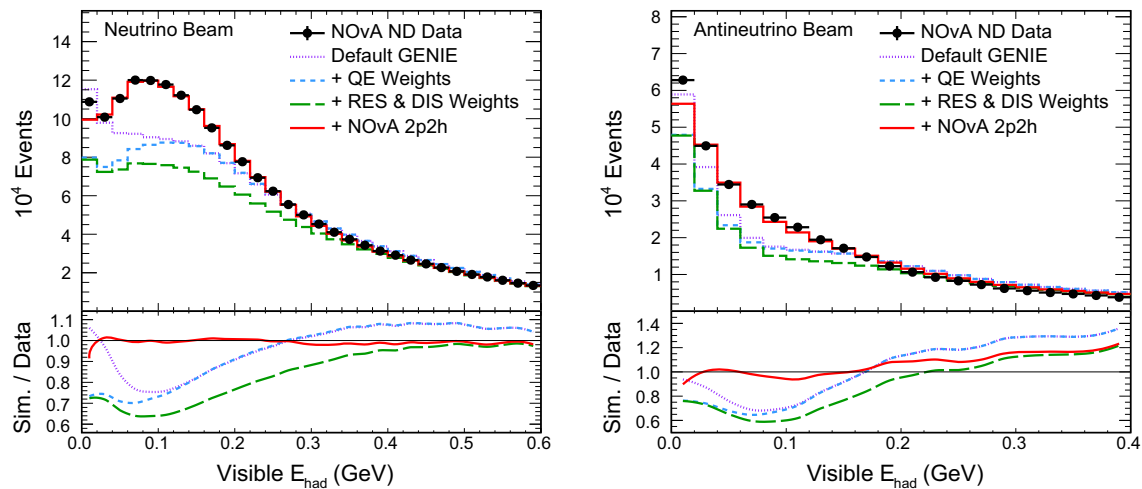 Neutrino Beam
NOvA ND Data
Default GENIE
+ QE Weights
+ RES & DIS Weights
+ NOvA 2p2h
10⁴ Events
14
12
10
8
6
4
2
Sim. / Data
1.1
1.0
0.9
0.8
0.7
0.6
0.0 0.1 0.2 0.3 0.4 0.5 0.6
Visible E_had (GeV)
Antineutrino Beam
NOvA ND Data
Default GENIE
+ QE Weights
+ RES & DIS Weights
+ NOvA 2p2h
10⁴ Events
8
7
6
5
4
3
2
1
Sim. / Data
1.4
1.2
1.0
0.8
0.6
0.0 0.1 0.2 0.3 0.4
Visible E_had (GeV)